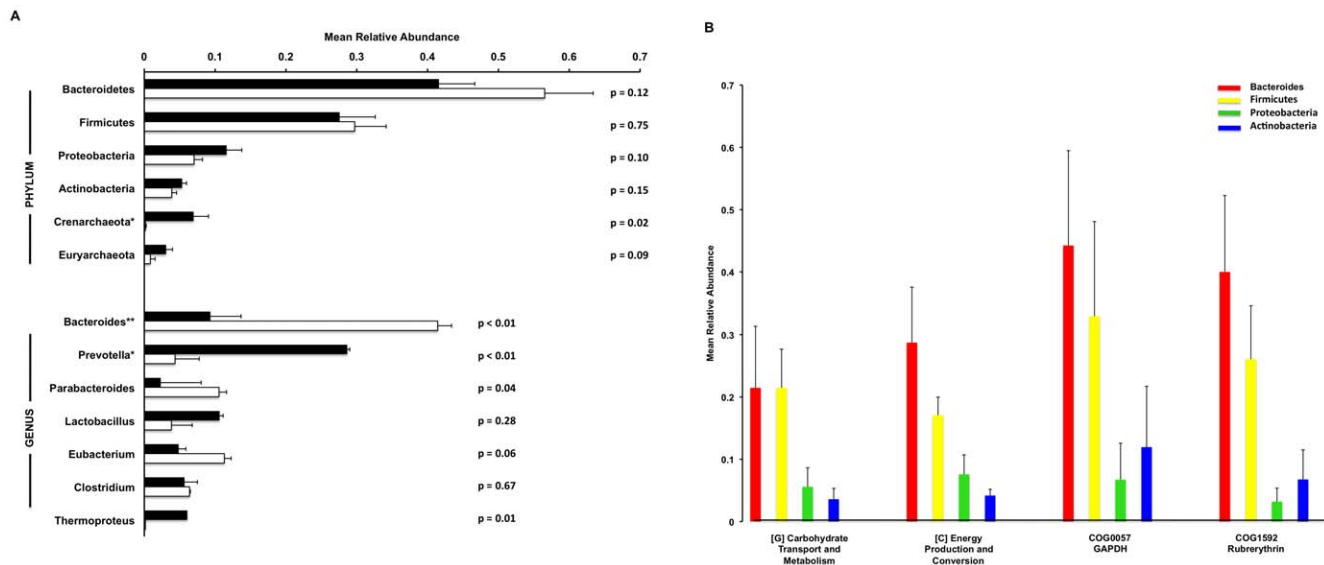 A
Mean Relative Abundance
0 0.1 0.2 0.3 0.4 0.5 0.6 0.7
PHYLUM
Bacteroidetes p = 0.12
Firmicutes p = 0.75
Proteobacteria p = 0.10
Actinobacteria p = 0.15
Crenarchaeota* p = 0.02
Euryarchaeota p = 0.09
GENUS
Bacteroides** p < 0.01
Prevotella* p < 0.01
Parabacteroides p = 0.04
Lactobacillus p = 0.28
Eubacterium p = 0.06
Clostridium p = 0.67
Thermoproteus p = 0.01
B
Bacteroides
Firmicutes
Proteobacteria
Actinobacteria
Mean Relative Abundance
0.7
0.6
0.5
0.4
0.3
0.2
0.1
0
[G] Carbohydrate
Transport and
Metabolism
[C] Energy
Production and
Conversion
COG0057
GAPDH
COG1592
Rubrerythrin